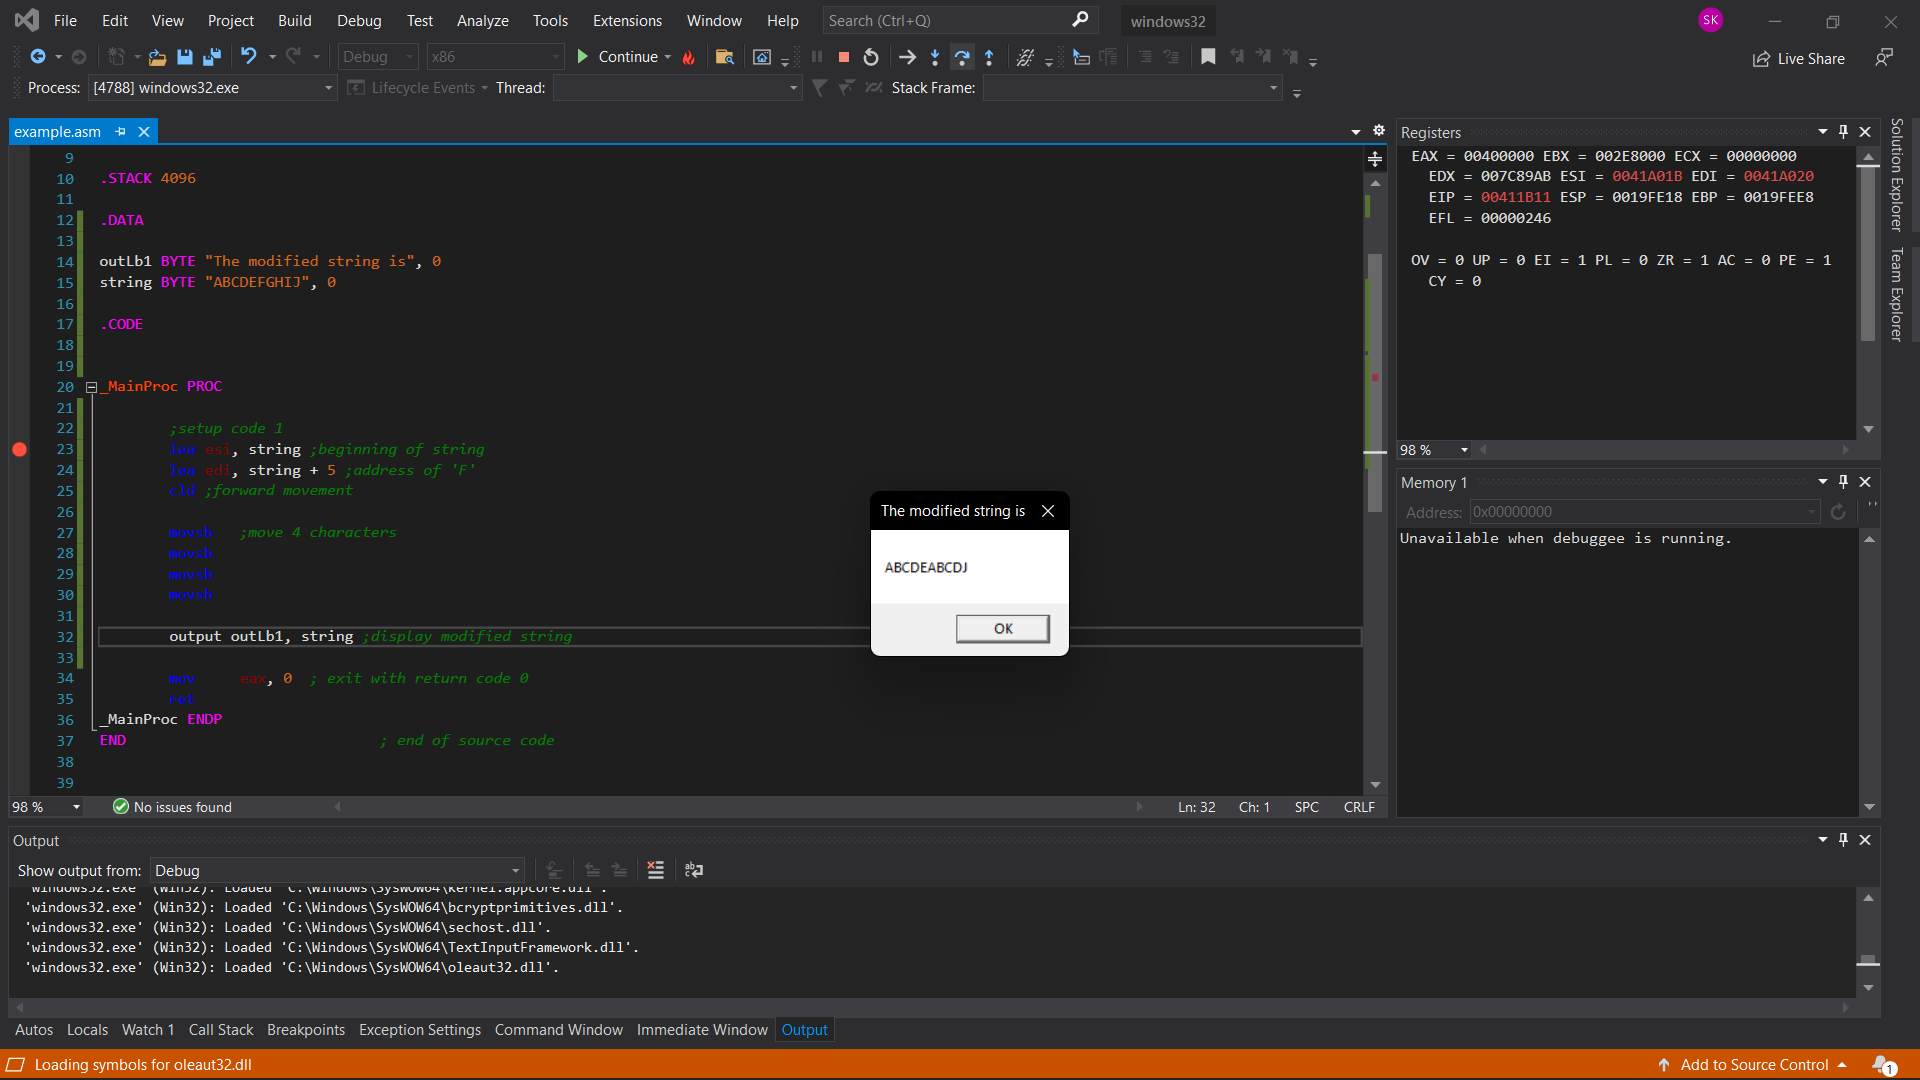 File Edit View Project Build Debug Test Analyze Tools Extensions Window Help Search (Ctrl+Q) windows32 SK
Debug x86 Continue Live Share
Process: [4788] windows32.exe Lifecycle Events Thread: Stack Frame:
example.asm
9
10 .STACK 4096
11
12 .DATA
13
14 outLb1 BYTE "The modified string is", 0
15 string BYTE "ABCDEFGHIJ", 0
16
17 .CODE
18
19
20 _MainProc PROC
21
22 ;setup code 1
23 lea esi, string ;beginning of string
24 lea edi, string + 5 ;address of 'F'
25 cld ;forward movement
26
27 movsb ;move 4 characters
28 movsb
29 movsb
30 movsb
31
32 output outLb1, string ;display modified string
33
34 mov eax, 0 ; exit with return code 0
35 ret
36 _MainProc ENDP
37 END ; end of source code
38
39
98 % No issues found Ln: 32 Ch: 1 SPC CRLF
The modified string is
ABCDEABCDJ
OK
Registers
EAX = 00400000 EBX = 002E8000 ECX = 00000000
EDX = 007C89AB ESI = 0041A01B EDI = 0041A020
EIP = 00411B11 ESP = 0019FE18 EBP = 0019FEE8
EFL = 00000246
OV = 0 UP = 0 EI = 1 PL = 0 ZR = 1 AC = 0 PE = 1
CY = 0
98 %
Memory 1
Address: 0x00000000
Unavailable when debuggee is running.
Solution Explorer
Team Explorer
Output
Show output from: Debug
'windows32.exe' (Win32): Loaded 'C:\Windows\SysWOW64\kernel.appcore.dll'.
'windows32.exe' (Win32): Loaded 'C:\Windows\SysWOW64\bcryptprimitives.dll'.
'windows32.exe' (Win32): Loaded 'C:\Windows\SysWOW64\sechost.dll'.
'windows32.exe' (Win32): Loaded 'C:\Windows\SysWOW64\TextInputFramework.dll'.
'windows32.exe' (Win32): Loaded 'C:\Windows\SysWOW64\oleaut32.dll'.
Autos Locals Watch 1 Call Stack Breakpoints Exception Settings Command Window Immediate Window Output
Loading symbols for oleaut32.dll Add to Source Control 1